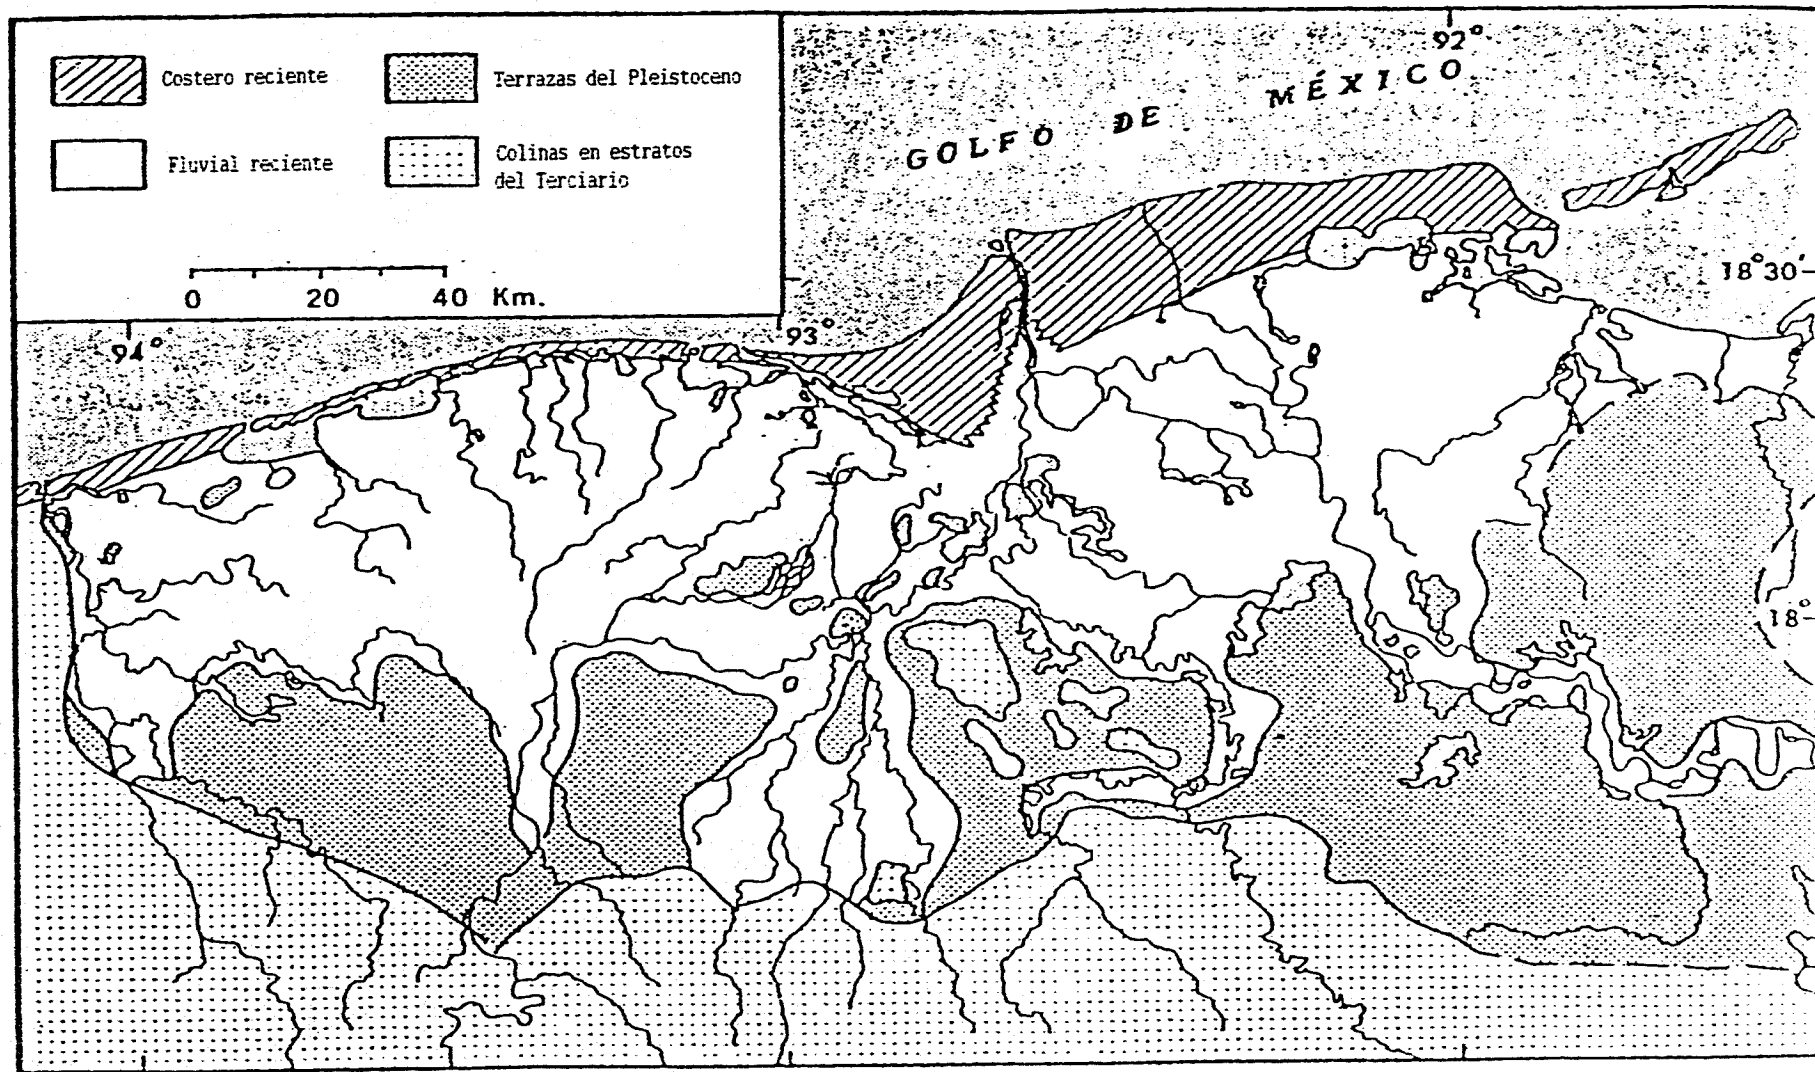 Costero reciente
Terrazas del Pleistoceno
Fluvial reciente
Colinas en estratos
del Terciario
0 20 40 Km.
GOLFO DE MÉXICO
92°
93°
94°
18°30'
18°